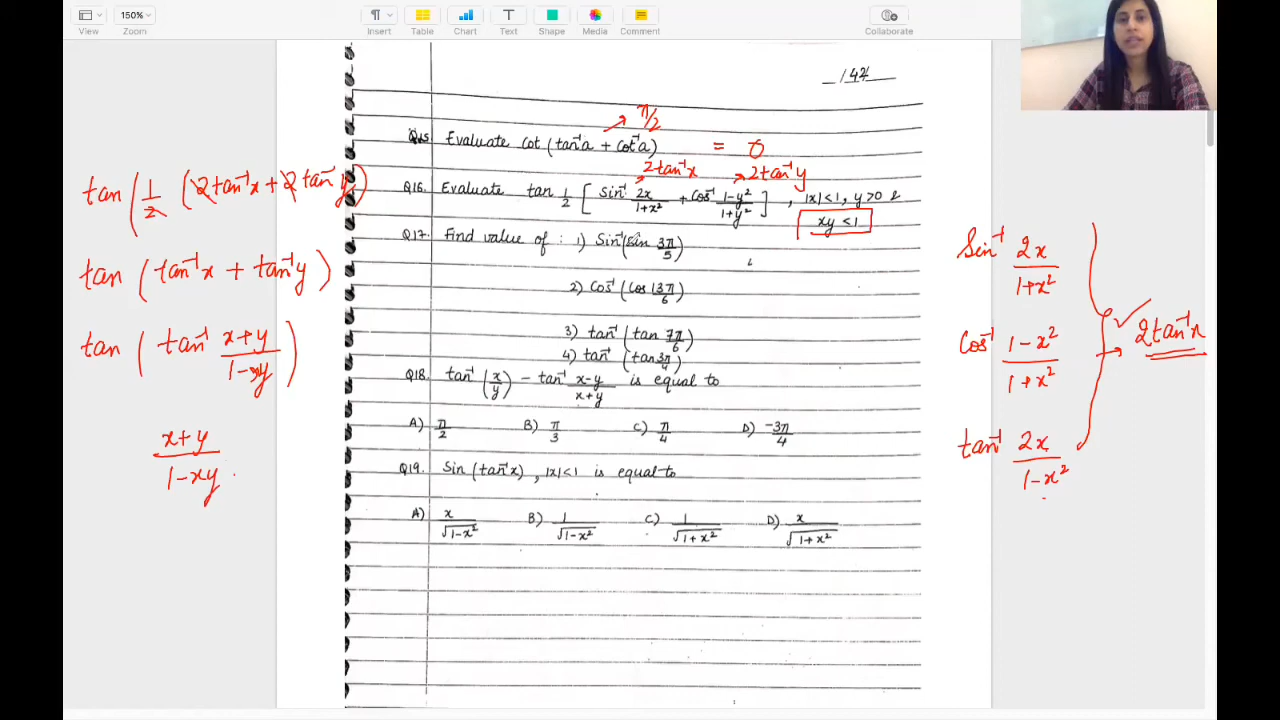 150%
View
Zoom
Insert
Table
Chart
Text
Shape
Media
Comment
Collaborate
142
π/2
Q15. Evaluate cot (tan⁻¹a + cot⁻¹a) = 0
2tan⁻¹x 2tan⁻¹y
Q16. Evaluate tan 1/2 [ Sin⁻¹ 2x/1+x² + Cos⁻¹ 1-y²/1+y² ] , |x|<1, y>0 &
xy <1
Q17. Find value of : 1) Sin⁻¹(sin 3π/5)
2) Cos⁻¹ (Cos 13π/6)
3) tan⁻¹ (tan 7π/6)
4) tan⁻¹ (tan 3π/4)
Q18. tan⁻¹ (x/y) - tan⁻¹ x-y/x+y is equal to
A) π/2 B) π/3 C) π/4 D) -3π/4
Q19. Sin (tan⁻¹x) , |x|<1 is equal to
A) x/√1-x² B) 1/√1-x² C) 1/√1+x² D) x/√1+x²
tan ( 1/2 ( 2tan⁻¹x + 2tan⁻¹y ) )
tan ( tan⁻¹x + tan⁻¹y )
tan ( tan⁻¹ x+y/1-xy )
x+y/1-xy
Sin⁻¹ 2x/1+x²
Cos⁻¹ 1-x²/1+x²
tan⁻¹ 2x/1-x²
2tan⁻¹x
1